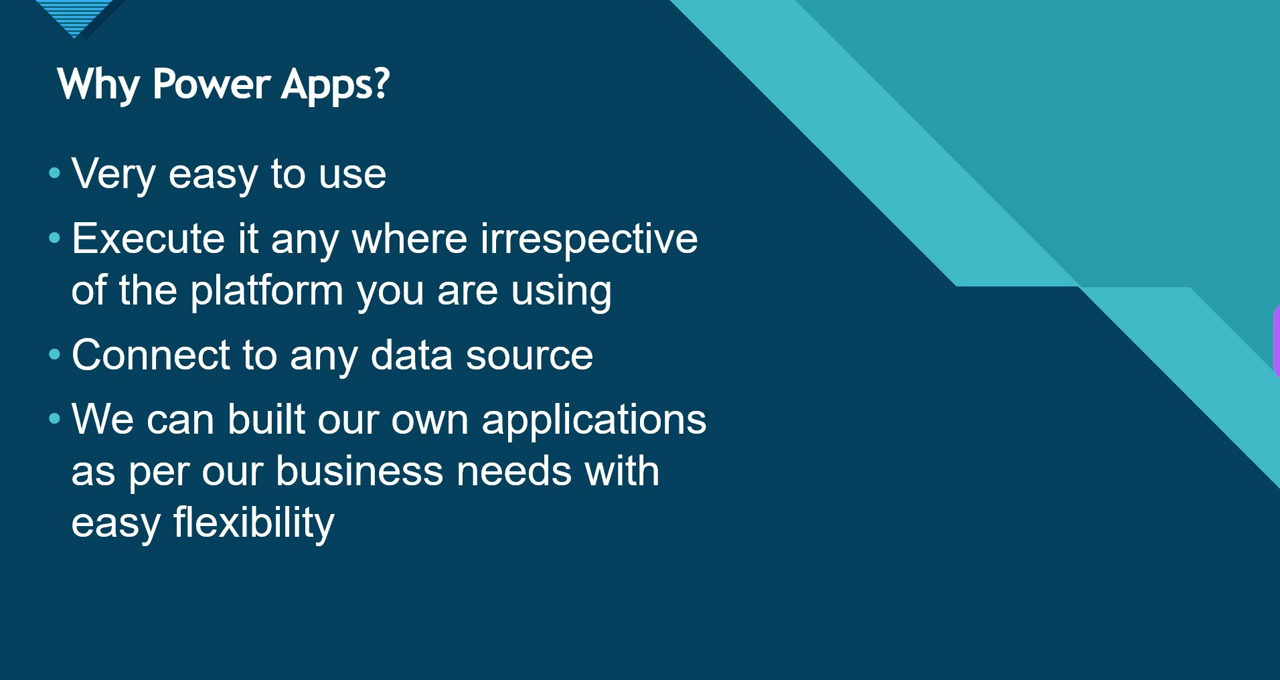 Why Power Apps?
• Very easy to use
• Execute it any where irrespective
of the platform you are using
• Connect to any data source
• We can built our own applications
as per our business needs with
easy flexibility